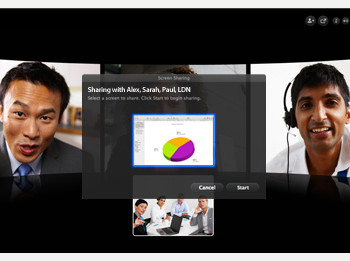 Screen Sharing
Sharing with Alex, Sarah, Paul, LDN
Select a screen to share. Click Start to begin sharing.
Cancel
Start